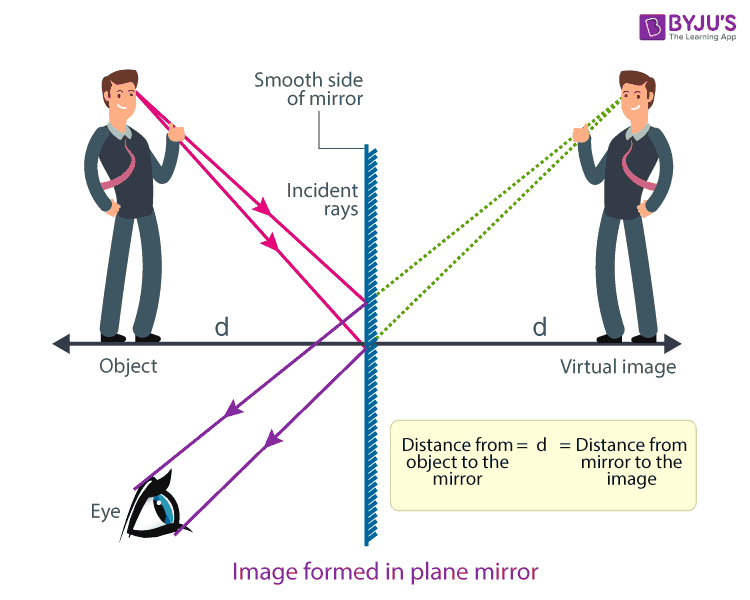 BYJU'S
The Learning App
Smooth side
of mirror
Incident
rays
d
d
Object
Virtual image
Distance from = d = Distance from
object to the mirror to the
mirror image
Eye
Image formed in plane mirror